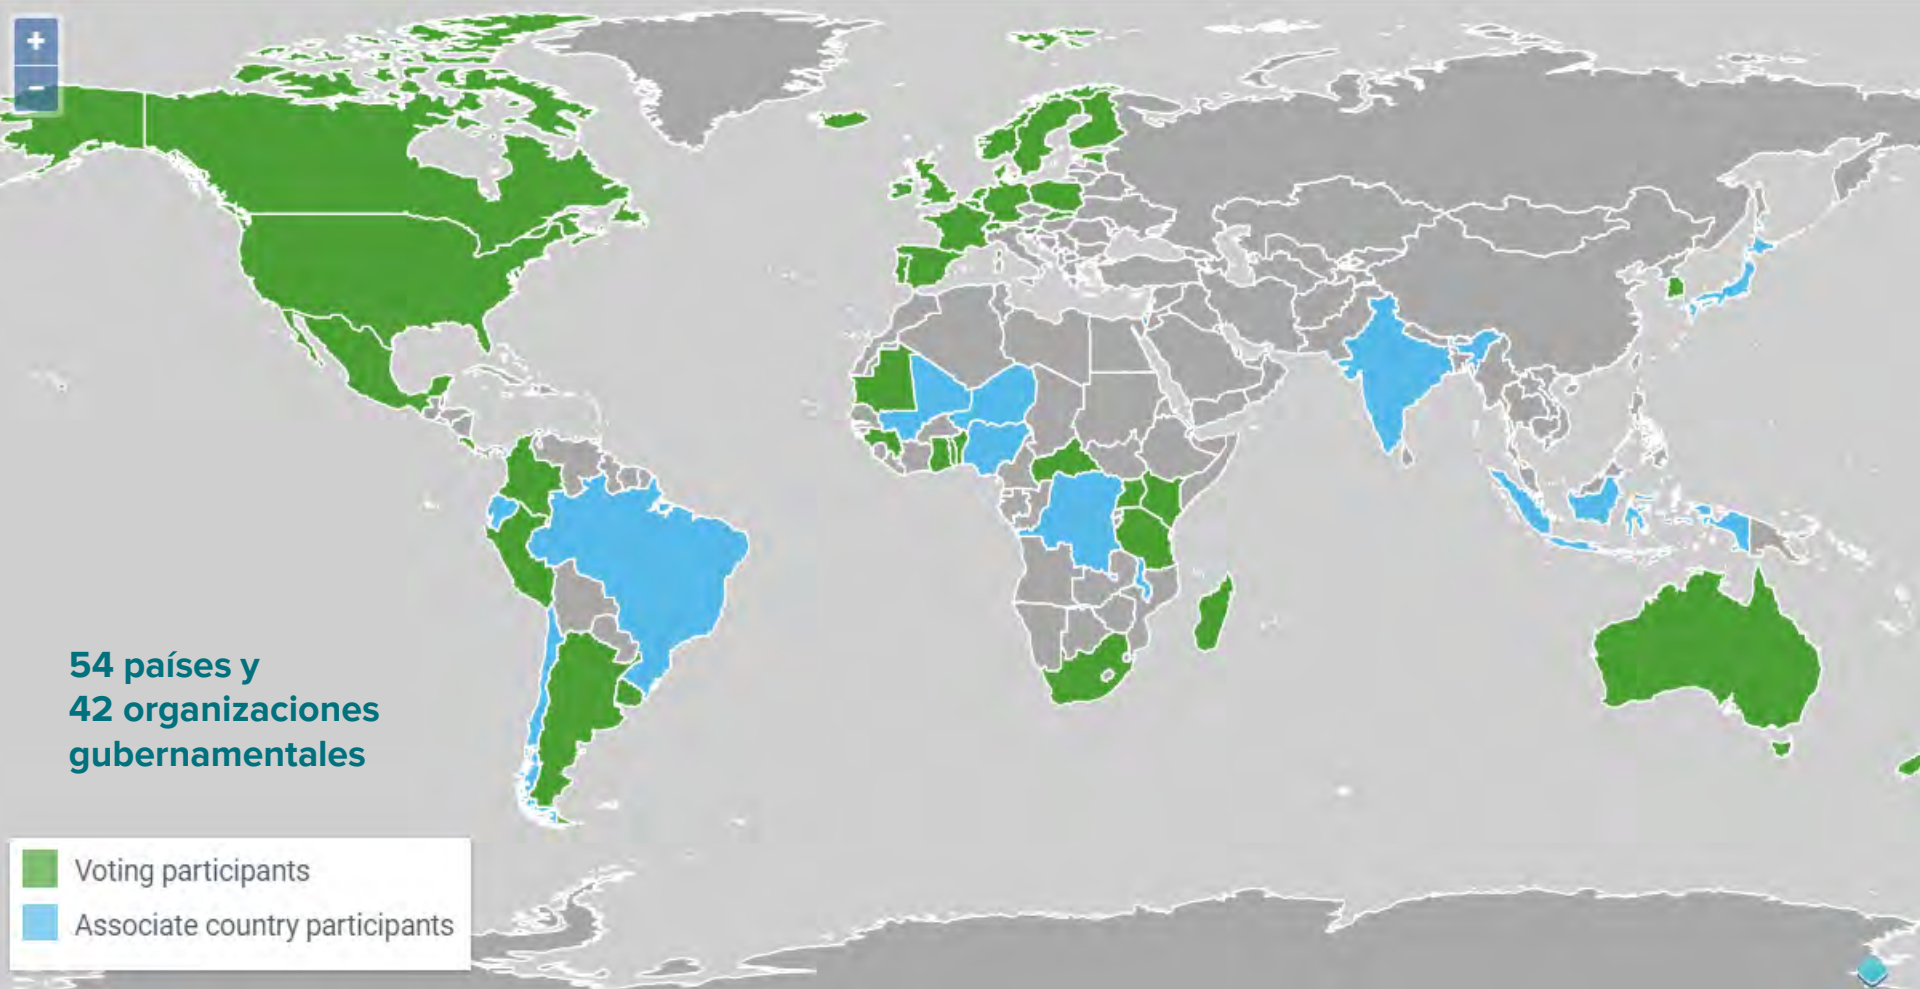 +
-
54 países y
42 organizaciones
gubernamentales
Voting participants
Associate country participants